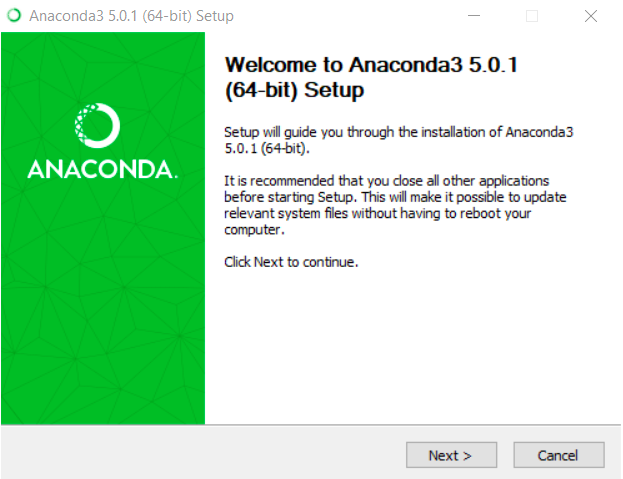 Anaconda3 5.0.1 (64-bit) Setup
ANACONDA.
Welcome to Anaconda3 5.0.1
(64-bit) Setup
Setup will guide you through the installation of Anaconda3
5.0.1 (64-bit).
It is recommended that you close all other applications
before starting Setup. This will make it possible to update
relevant system files without having to reboot your
computer.
Click Next to continue.
Next >
Cancel